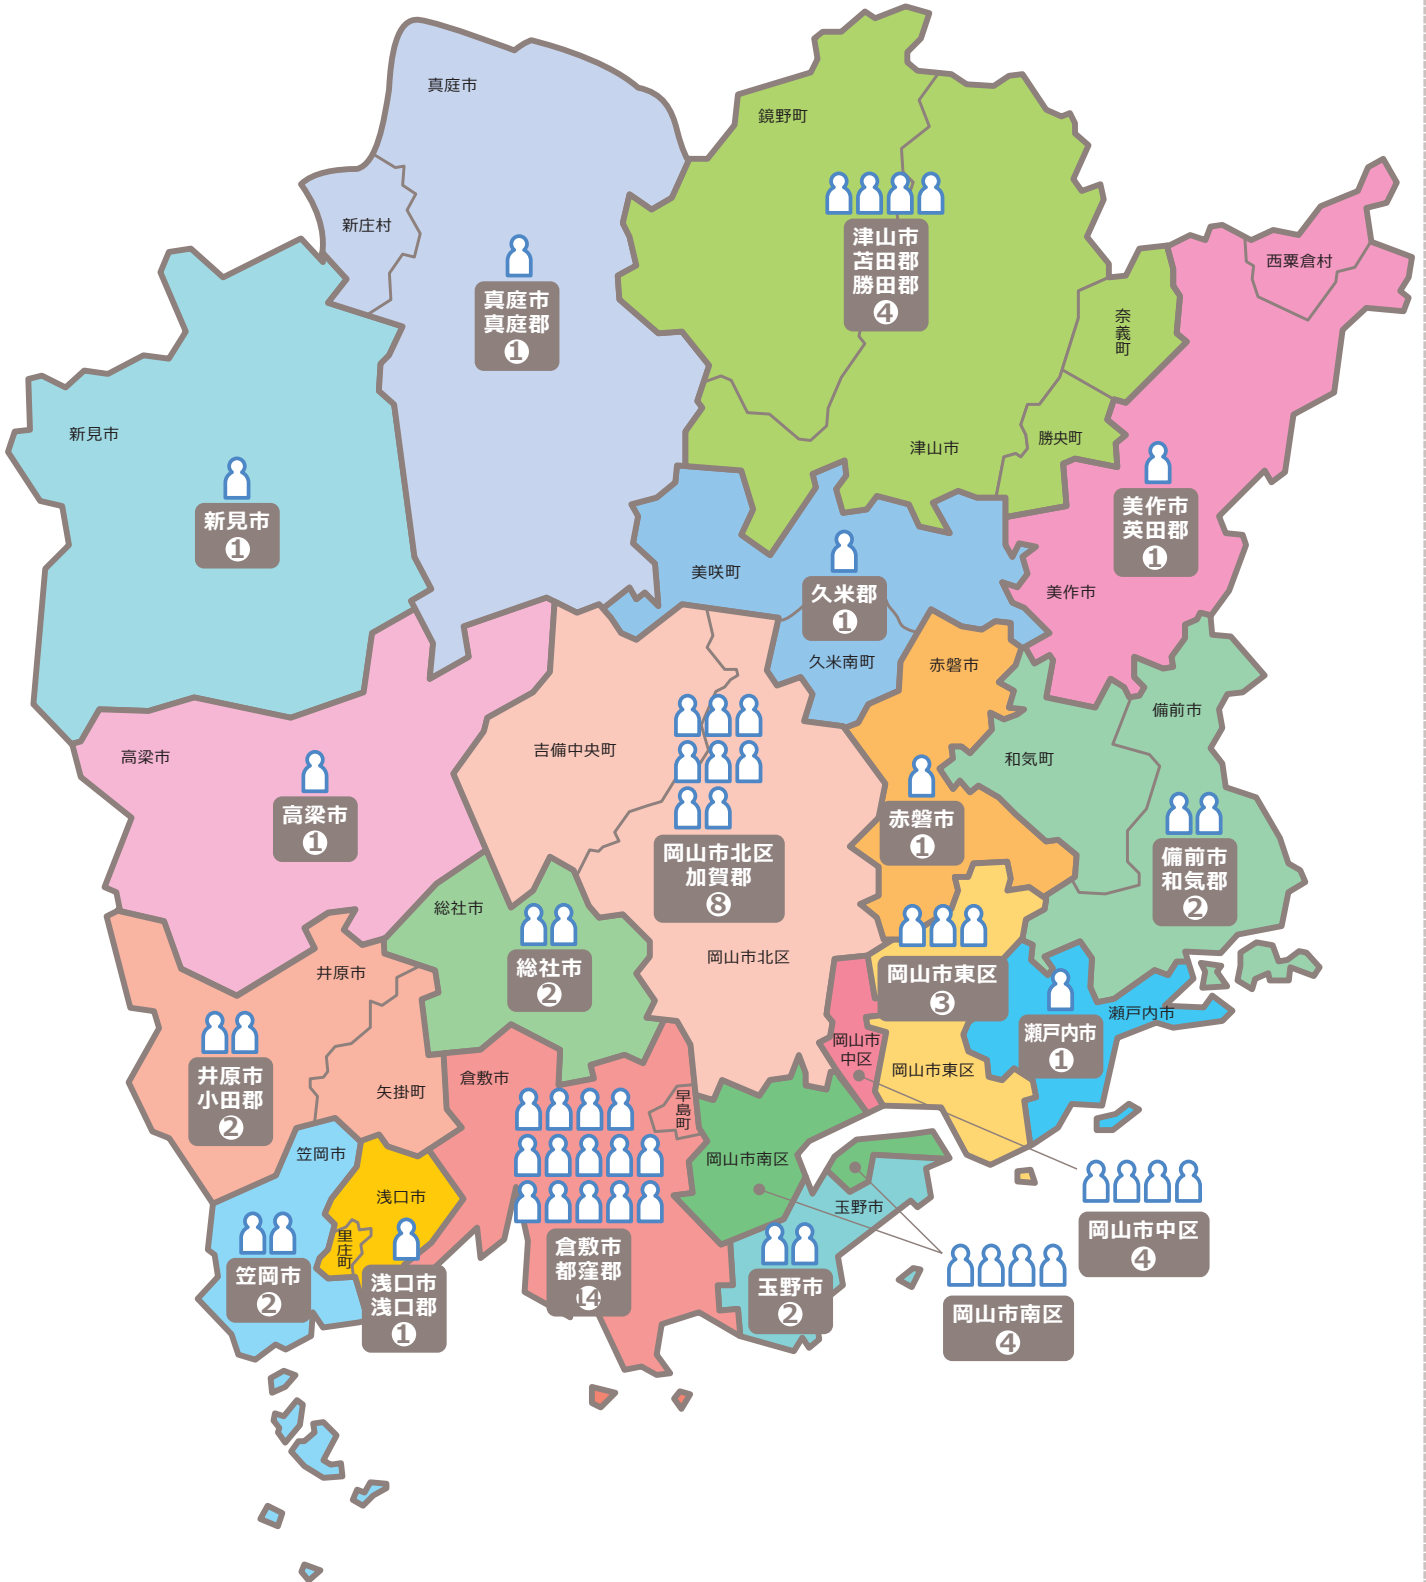 真庭市
鏡野町
新庄村
津山市
苫田郡
勝田郡
4
西粟倉村
真庭市
真庭郡
1
奈義町
新見市
津山市
勝央町
新見市
1
美作市
英田郡
1
美咲町
久米郡
1
美作市
久米南町
赤磐市
備前市
高梁市
吉備中央町
和気町
高梁市
1
赤磐市
1
岡山市北区
加賀郡
8
備前市
和気郡
2
総社市
岡山市北区
井原市
総社市
2
岡山市東区
3
瀬戸内市
瀬戸内市
1
岡山市
中区
岡山市東区
井原市
小田郡
2
倉敷市
矢掛町
早島町
笠岡市
岡山市南区
浅口市
玉野市
岡山市中区
4
里庄町
倉敷市
都窪郡
14
笠岡市
2
浅口市
浅口郡
1
玉野市
2
岡山市南区
4